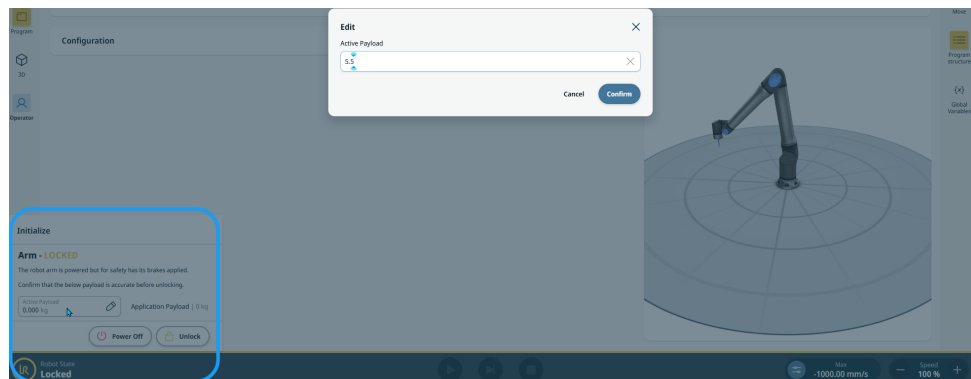 Program
3D
Operator
Configuration
Edit
Active Payload
5.5
Cancel
Confirm
Move
Program structure
{x}
Global Variables
Initialize
Arm - LOCKED
The robot arm is powered but for safety has its brakes applied.
Confirm that the below payload is accurate before unlocking.
Active Payload
0.000 kg
Application Payload | 0 kg
Power Off
Unlock
UR
Robot State
Locked
Max
-1000.00 mm/s
Speed
100 %